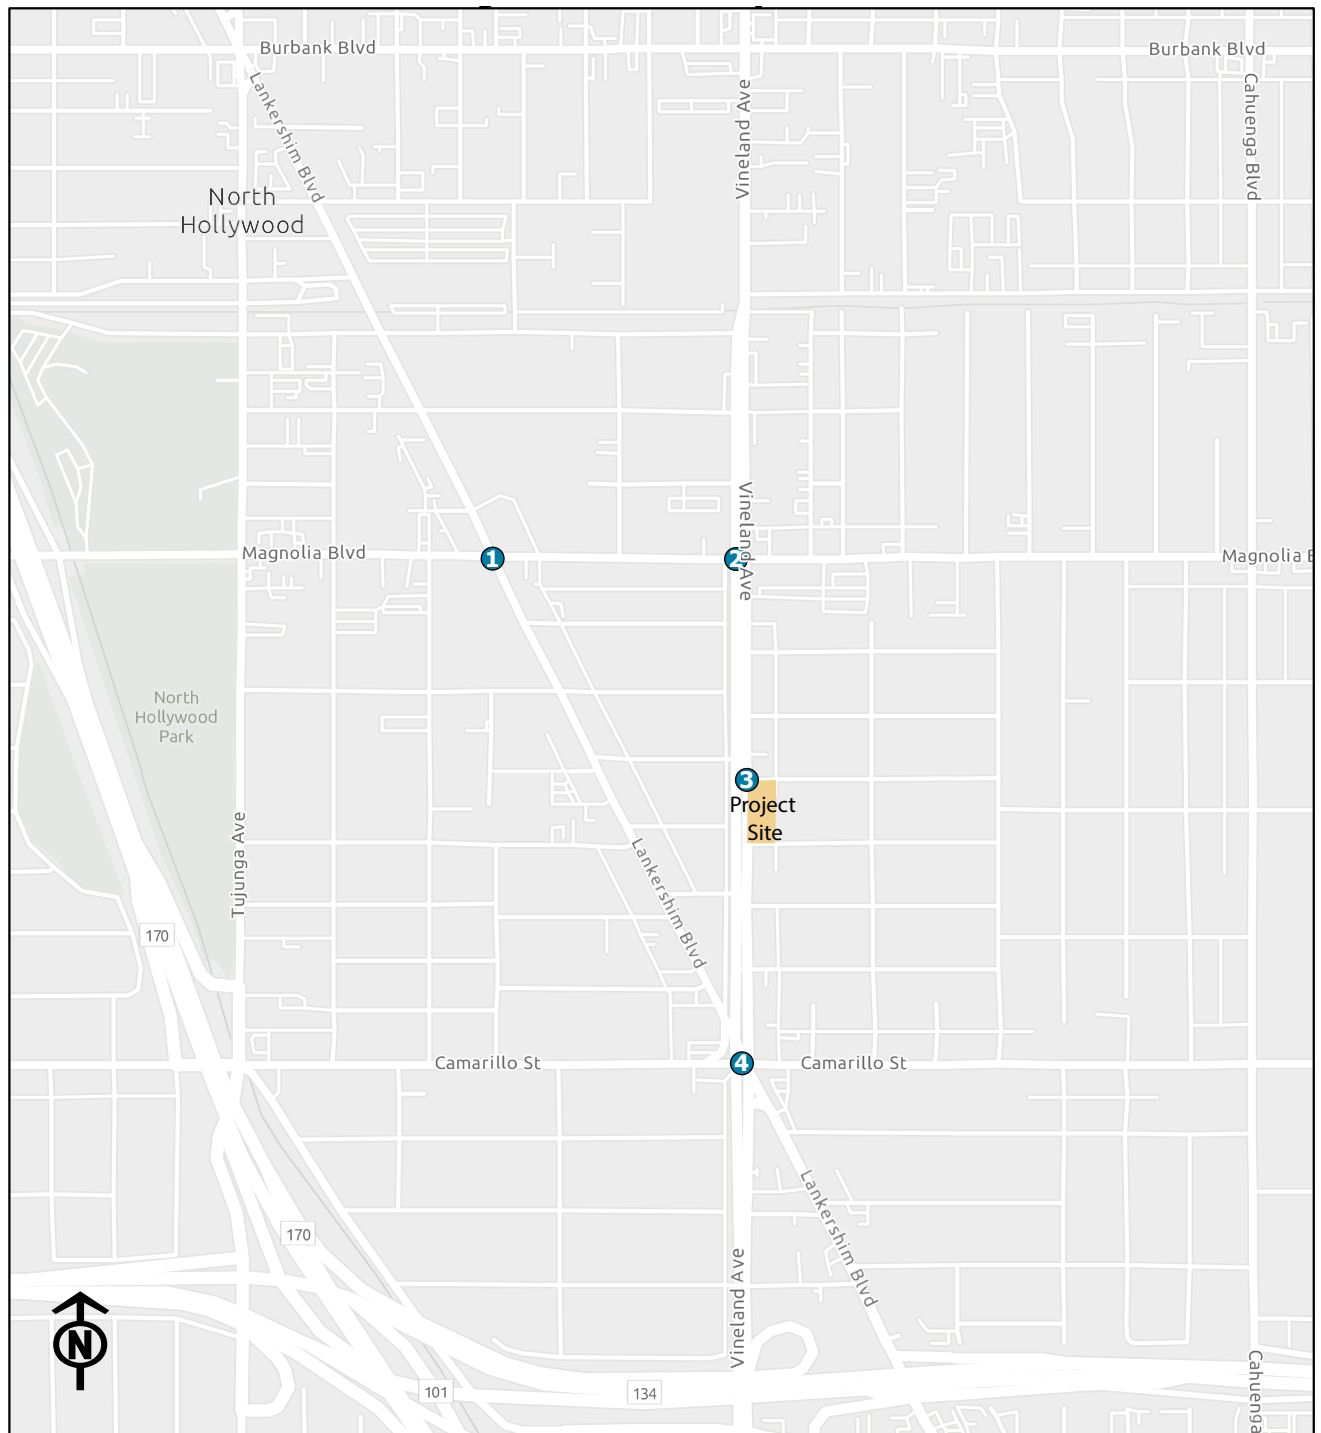 Burbank Blvd
Burbank Blvd
Lankershim Blvd
Vineland Ave
Cahuenga Blvd
North
Hollywood
Vineland Ave
Magnolia Blvd
1
2
Magnolia B
North
Hollywood
Park
3
Project
Site
Tujunga Ave
Lankershim Blvd
170
Camarillo St
4
Camarillo St
Lankershim Blvd
170
Vineland Ave
N
101
134
Cahuenga